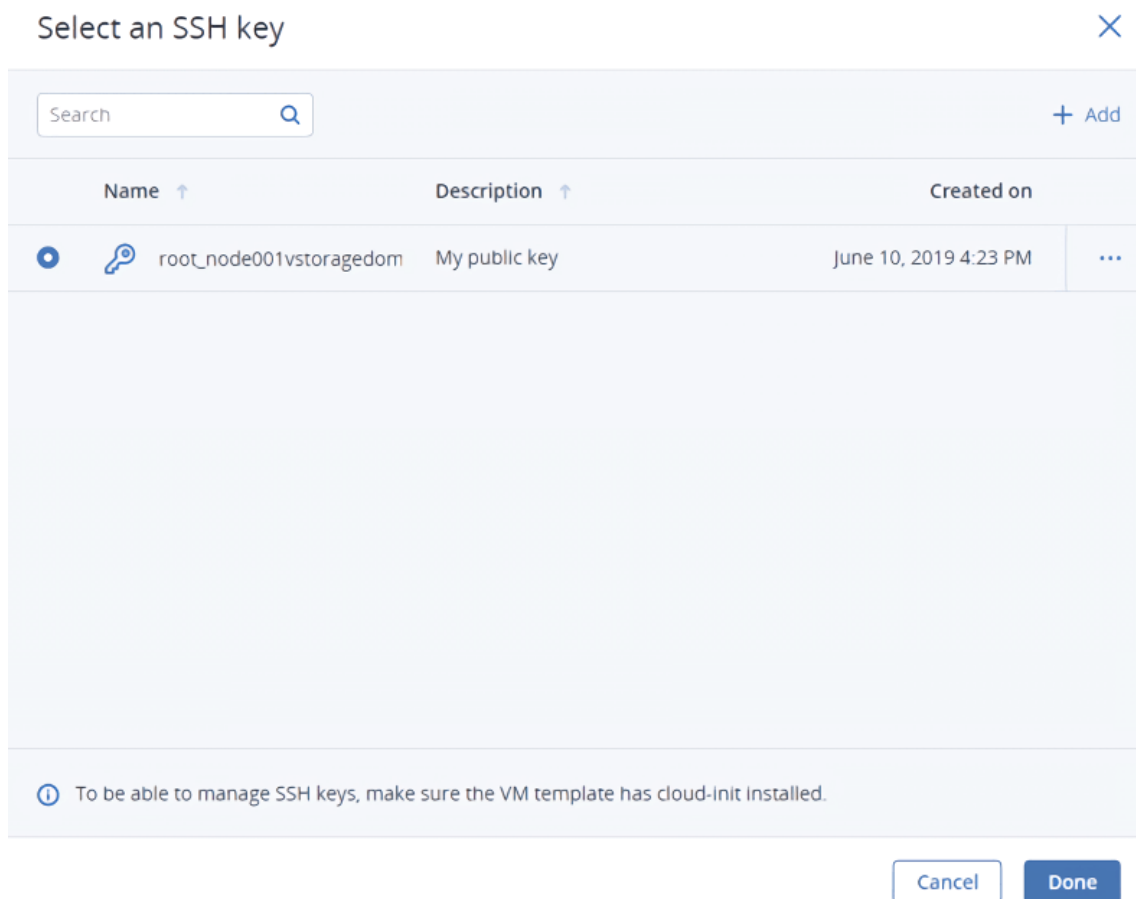 Select an SSH key
Search
+ Add
Name ↑ Description ↑ Created on
root_node001vstoragedom My public key June 10, 2019 4:23 PM ...
To be able to manage SSH keys, make sure the VM template has cloud-init installed.
Cancel Done